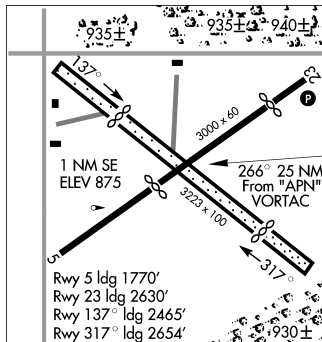 935±
935±
940±
137°
23
P
3000 x 60
1 NM SE
ELEV 875
266° 25 NM
From "APN"
VORTAC
3223 x 100
5
317°
Rwy 5 ldg 1770'
Rwy 23 ldg 2630'
Rwy 137° ldg 2465'
Rwy 317° ldg 2654'
930±